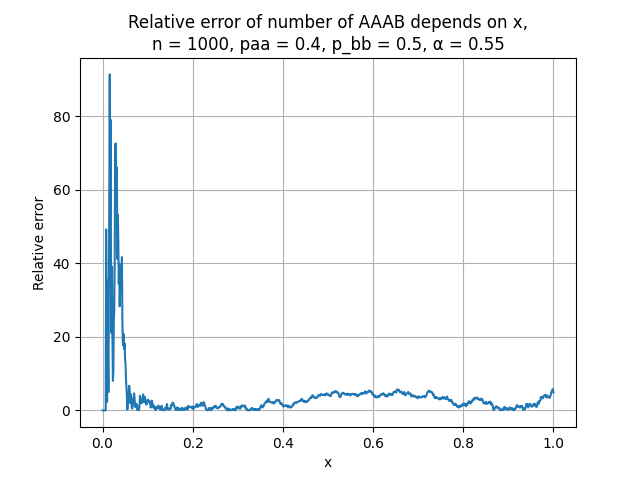 Relative error of number of AAAB depends on x,
n = 1000, paa = 0.4, p_bb = 0.5, α = 0.55
Relative error
80
60
40
20
0
0.0 0.2 0.4 0.6 0.8 1.0
x